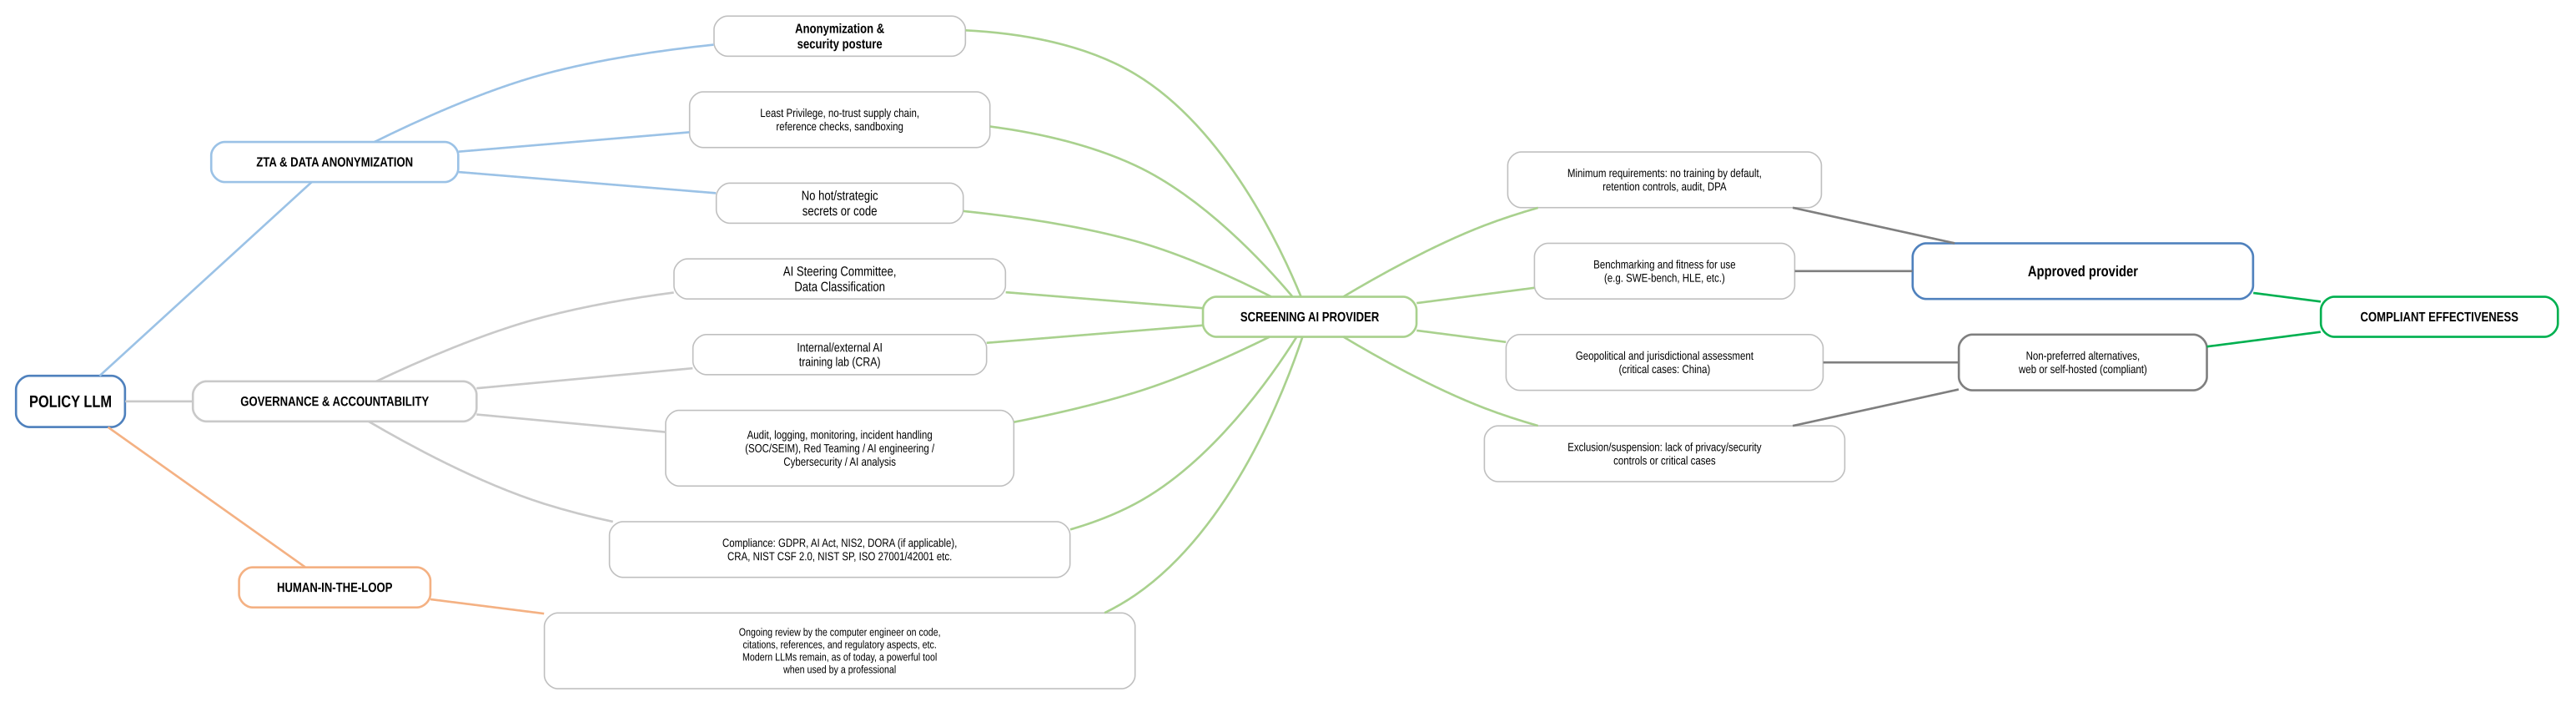 POLICY LLM
ZTA & DATA ANONYMIZATION
GOVERNANCE & ACCOUNTABILITY
HUMAN-IN-THE-LOOP
Anonymization &
security posture
Least Privilege, no-trust supply chain,
reference checks, sandboxing
No hot/strategic
secrets or code
AI Steering Committee,
Data Classification
Internal/external AI
training lab (CRA)
Audit, logging, monitoring, incident handling
(SOC/SEIM), Red Teaming / AI engineering /
Cybersecurity / AI analysis
Compliance: GDPR, AI Act, NIS2, DORA (if applicable),
CRA, NIST CSF 2.0, NIST SP, ISO 27001/42001 etc.
Ongoing review by the computer engineer on code,
citations, references, and regulatory aspects, etc.
Modern LLMs remain, as of today, a powerful tool
when used by a professional
SCREENING AI PROVIDER
Minimum requirements: no training by default,
retention controls, audit, DPA
Benchmarking and fitness for use
(e.g. SWE-bench, HLE, etc.)
Geopolitical and jurisdictional assessment
(critical cases: China)
Exclusion/suspension: lack of privacy/security
controls or critical cases
Approved provider
Non-preferred alternatives,
web or self-hosted (compliant)
COMPLIANT EFFECTIVENESS